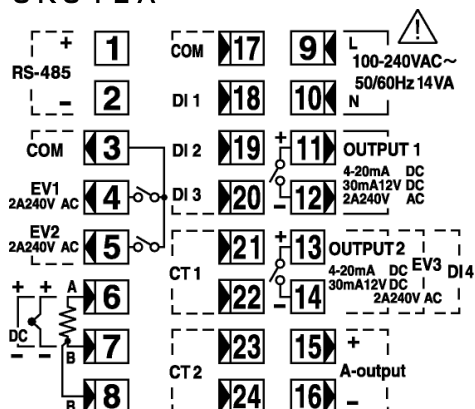 + 1 COM 17 9 L
RS-485 100-240VAC~
− 2 DI 1 18 10 N 50/60Hz 14VA
COM 3 DI 2 19 + 11 OUTPUT 1
EV1 4-20mA DC
2A240V AC 4 DI 3 20 − 12 30mA12V DC
2A240V AC
EV2
2A240V AC 5 21 + 13 OUTPUT2 EV3 DI4
CT 1 4-20mA DC
+ + A 6 22 − 14 30mA12V DC
2A240V AC
DC
− − B 7 23 15 +
CT 2 A-output
B 8 24 16 −